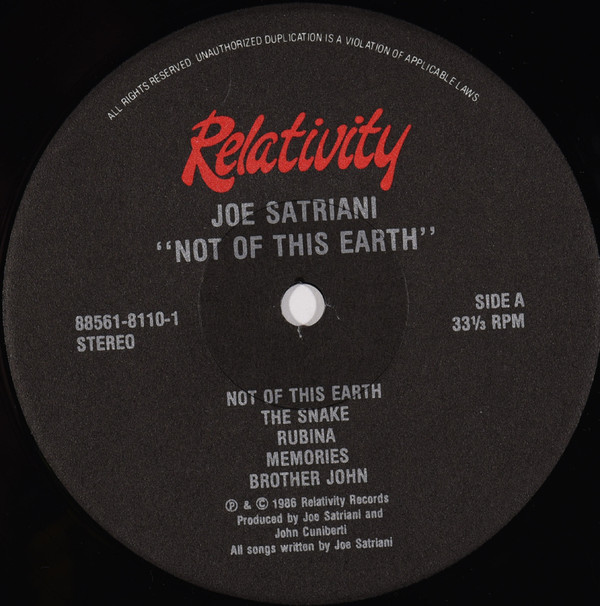 ALL RIGHTS RESERVED. UNAUTHORIZED DUPLICATION IS A VIOLATION OF APPLICABLE LAWS.
Relativity
JOE SATRIANI
“NOT OF THIS EARTH”
88561-8110-1
STEREO
SIDE A
33⅓ RPM
NOT OF THIS EARTH
THE SNAKE
RUBINA
MEMORIES
BROTHER JOHN
℗ & © 1986 Relativity Records
Produced by Joe Satriani and
John Cuniberti
All songs written by Joe Satriani